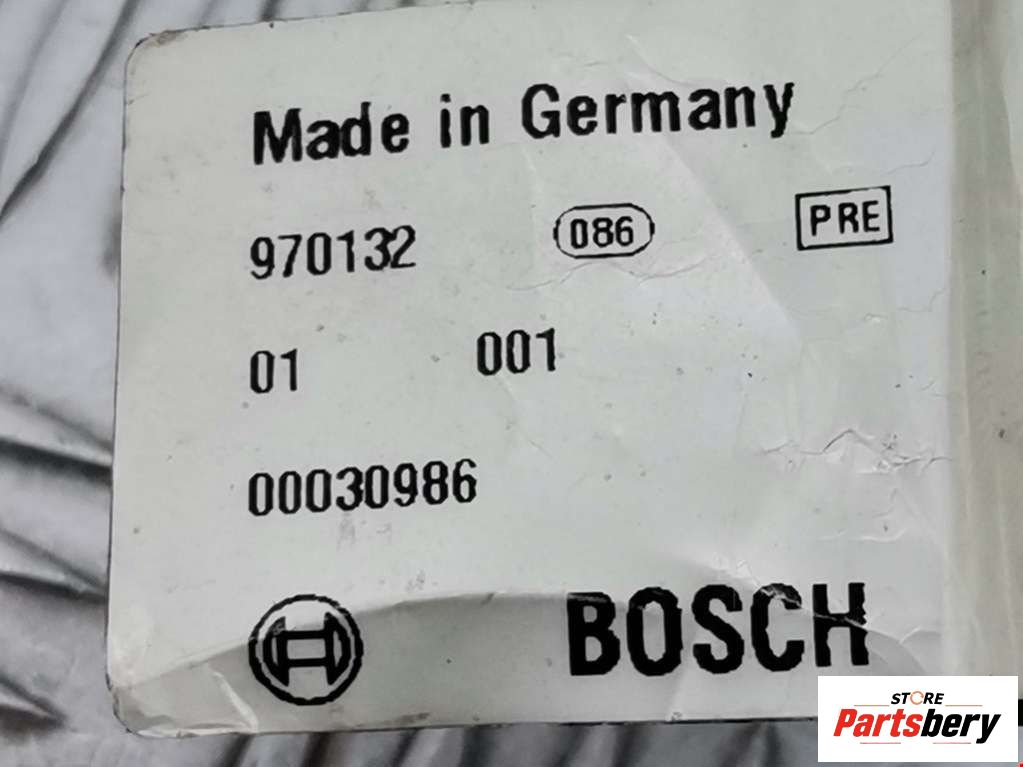 Made in Germany
970132 086 PRE
01 001
00030986
BOSCH
STORE
Partsbery